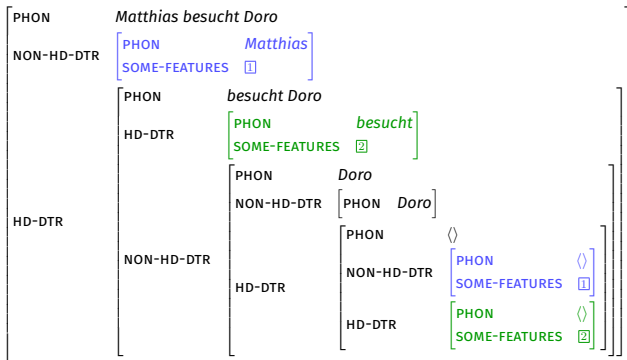 PHON Matthias besucht Doro
NON-HD-DTR PHON Matthias
SOME-FEATURES 1
PHON besucht Doro
HD-DTR PHON besucht
SOME-FEATURES 2
PHON Doro
NON-HD-DTR PHON Doro
HD-DTR
PHON ⟨⟩
NON-HD-DTR
PHON ⟨⟩
NON-HD-DTR
SOME-FEATURES 1
HD-DTR
PHON ⟨⟩
HD-DTR
SOME-FEATURES 2